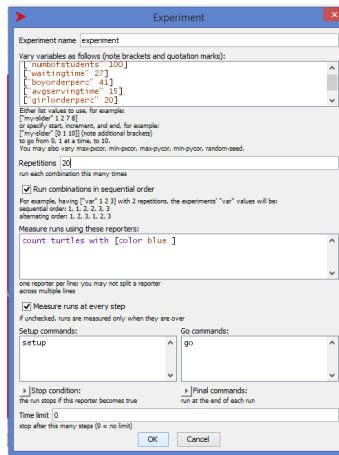 Experiment
Experiment name experiment
Vary variables as follows (note brackets and quotation marks):
["numbofstudents" 100]
["waitingtime" 27]
["boyorderperc" 41]
["avgservingtime" 15]
["girlorderperc" 20]
Either list values to use, for example:
["my-slider" 1 2 7 8]
or specify start, increment, and end, for example:
["my-slider" [0 1 10]] (note additional brackets)
to go from 0, 1 at a time, to 10.
You may also vary max-pxcor, min-pxcor, max-pycor, min-pycor, random-seed.
Repetitions 20
run each combination this many times
Run combinations in sequential order
For example, having ["var" 1 2 3] with 2 repetitions, the experiments' "var" values will be:
sequential order: 1, 1, 2, 2, 3, 3
alternating order: 1, 2, 3, 1, 2, 3
Measure runs using these reporters:
count turtles with [color blue ]
one reporter per line; you may not split a reporter
across multiple lines
Measure runs at every step
if unchecked, runs are measured only when they are over
Setup commands: Go commands:
setup go
Stop condition: Final commands:
the run stops if this reporter becomes true run at the end of each run
Time limit 0
stop after this many steps (0 = no limit)
OK Cancel